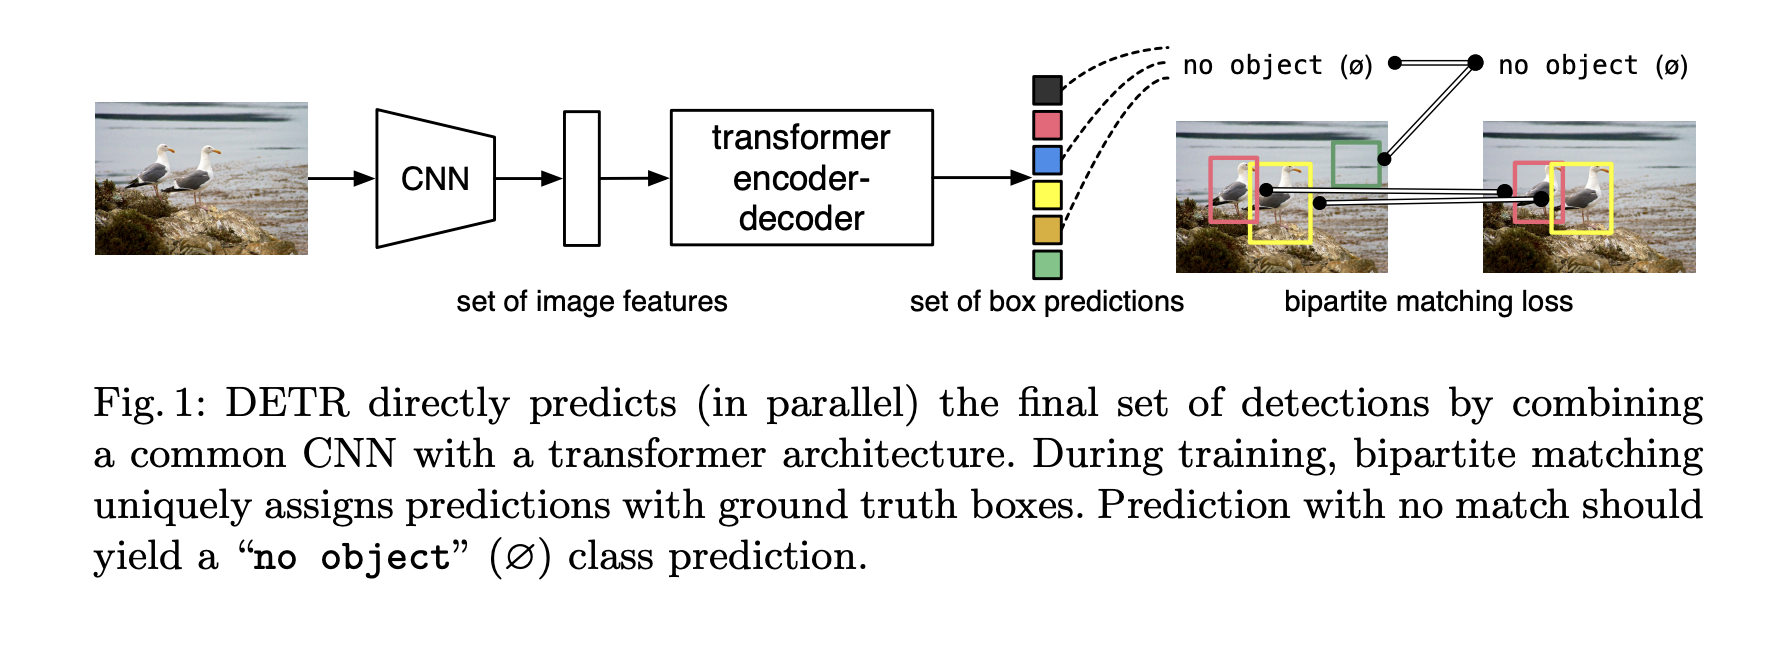 no object (ø)
no object (ø)
CNN
transformer
encoder-
decoder
set of image features
set of box predictions
bipartite matching loss
Fig. 1: DETR directly predicts (in parallel) the final set of detections by combining
a common CNN with a transformer architecture. During training, bipartite matching
uniquely assigns predictions with ground truth boxes. Prediction with no match should
yield a “no object” (∅) class prediction.